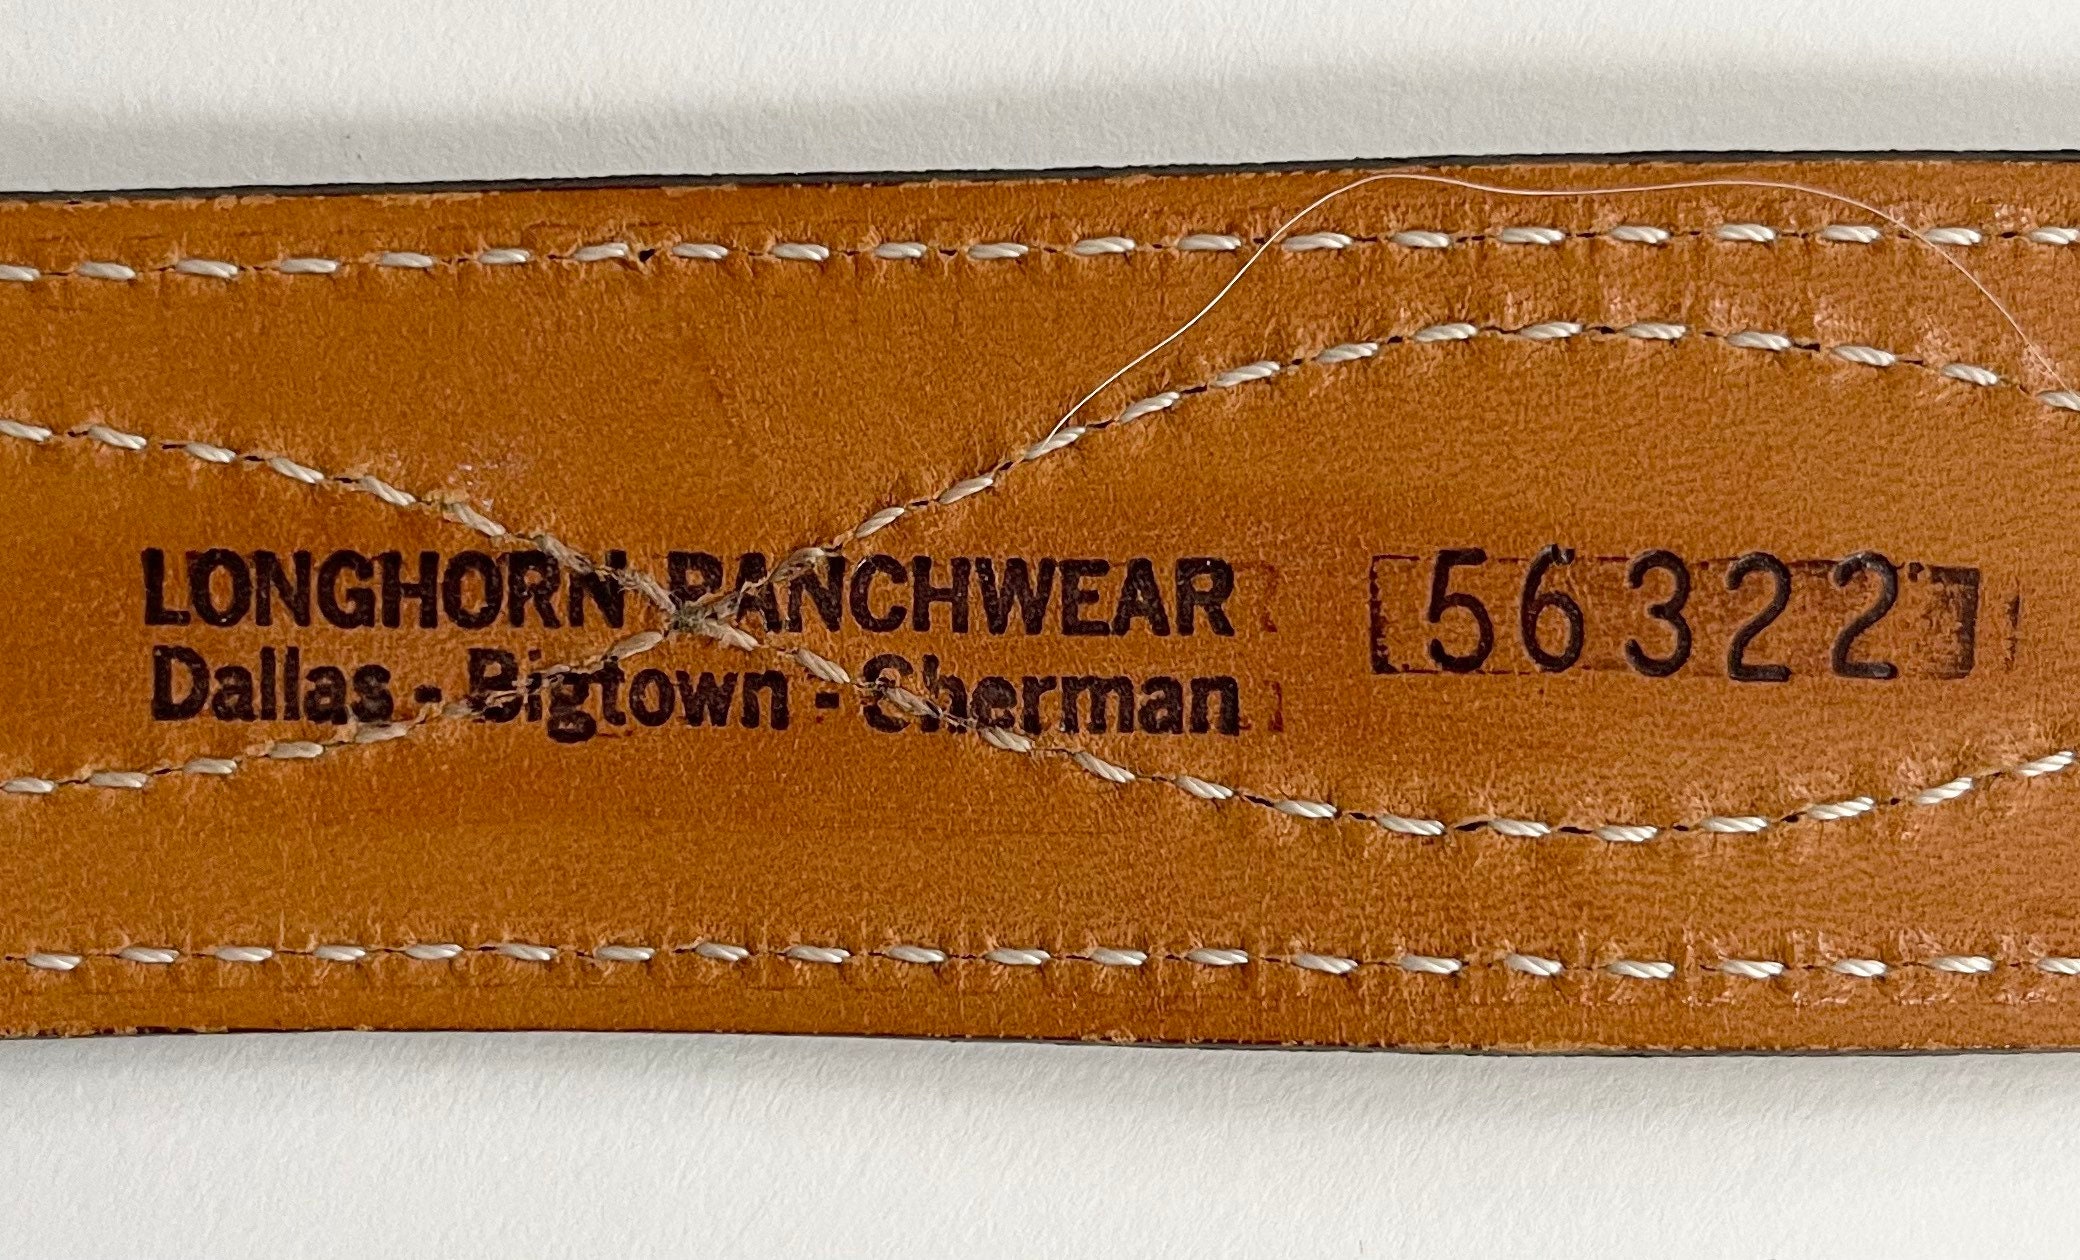 LONGHORN RANCHWEAR
Dallas - Bigtown - Sherman
56322